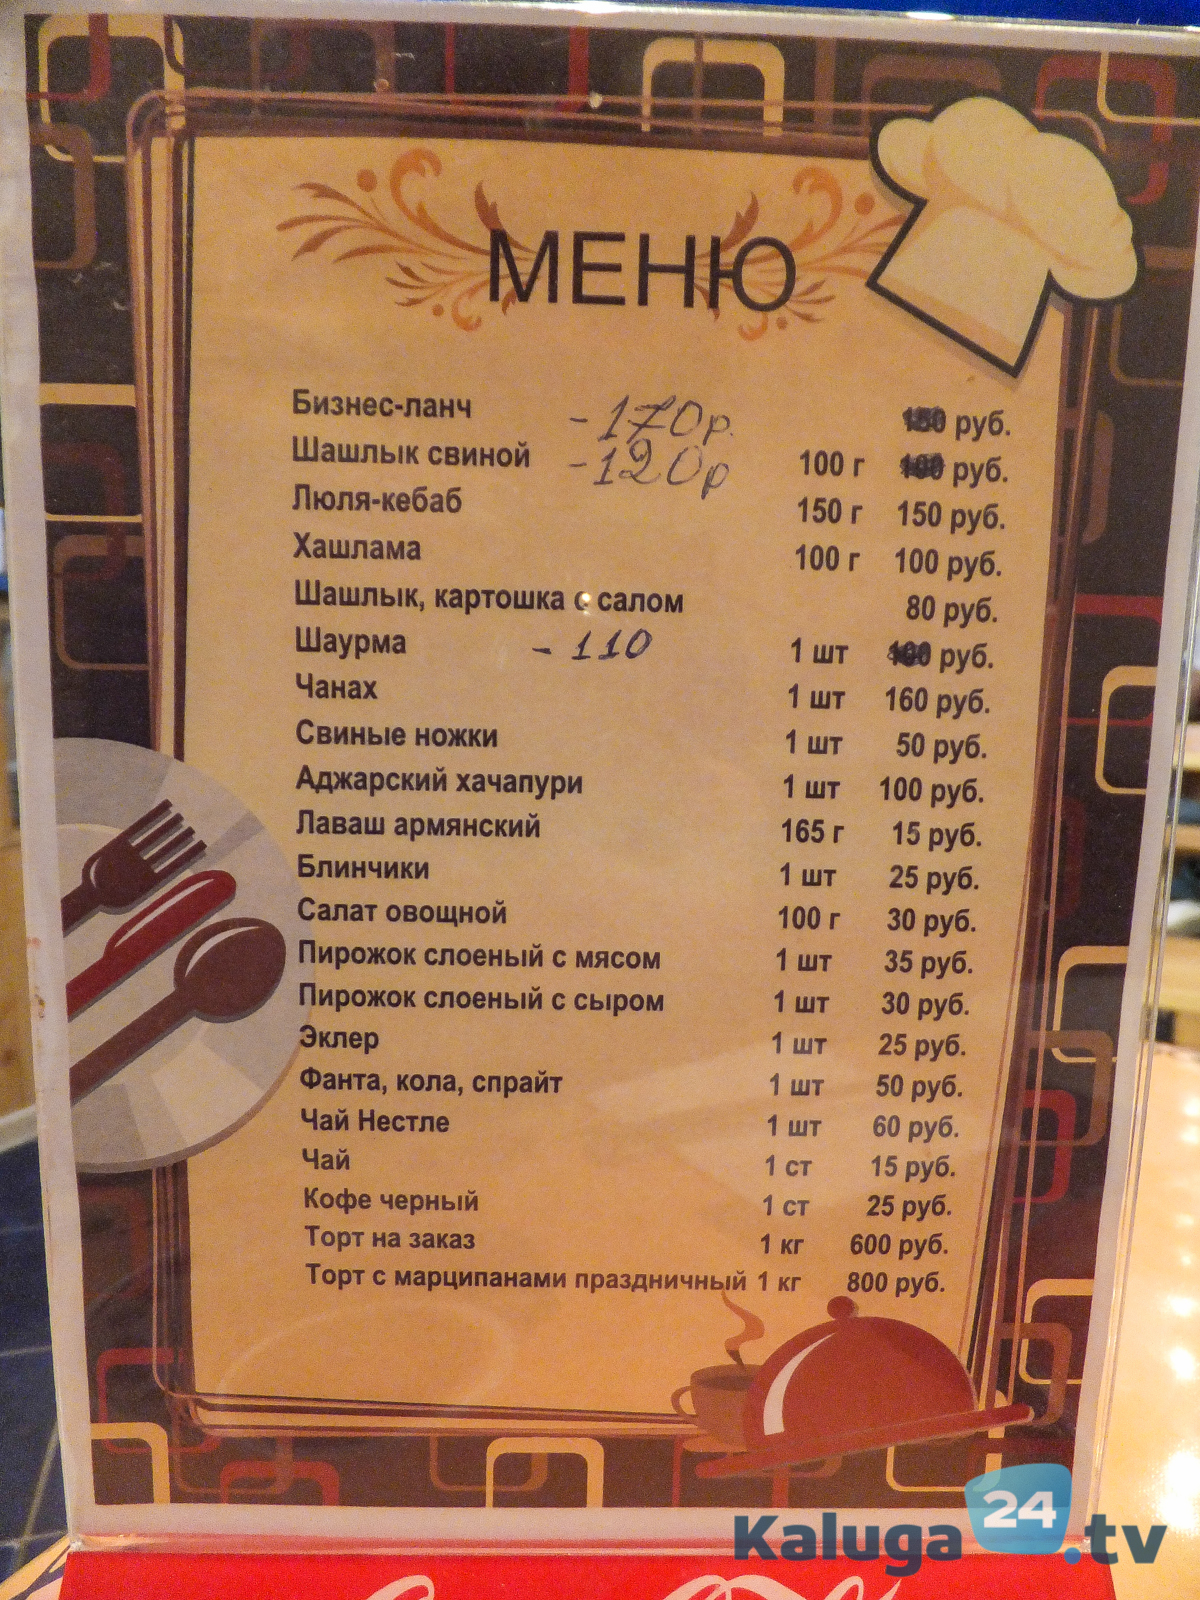 МЕНЮ
Бизнес-ланч - 170р. руб.
Шашлык свиной - 120р 100 г руб.
Люля-кебаб 150 г 150 руб.
Хашлама 100 г 100 руб.
Шашлык, картошка с салом 80 руб.
Шаурма - 110 1 шт 100 руб.
Чанах 1 шт 160 руб.
Свиные ножки 1 шт 50 руб.
Аджарский хачапури 1 шт 100 руб.
Лаваш армянский 165 г 15 руб.
Блинчики 1 шт 25 руб.
Салат овощной 100 г 30 руб.
Пирожок слоеный с мясом 1 шт 35 руб.
Пирожок слоеный с сыром 1 шт 30 руб.
Эклер 1 шт 25 руб.
Фанта, кола, спрайт 1 шт 50 руб.
Чай Нестле 1 шт 60 руб.
Чай 1 ст 15 руб.
Кофе черный 1 ст 25 руб.
Торт на заказ 1 кг 600 руб.
Торт с марципанами праздничный 1 кг 800 руб.
Kaluga24.tv